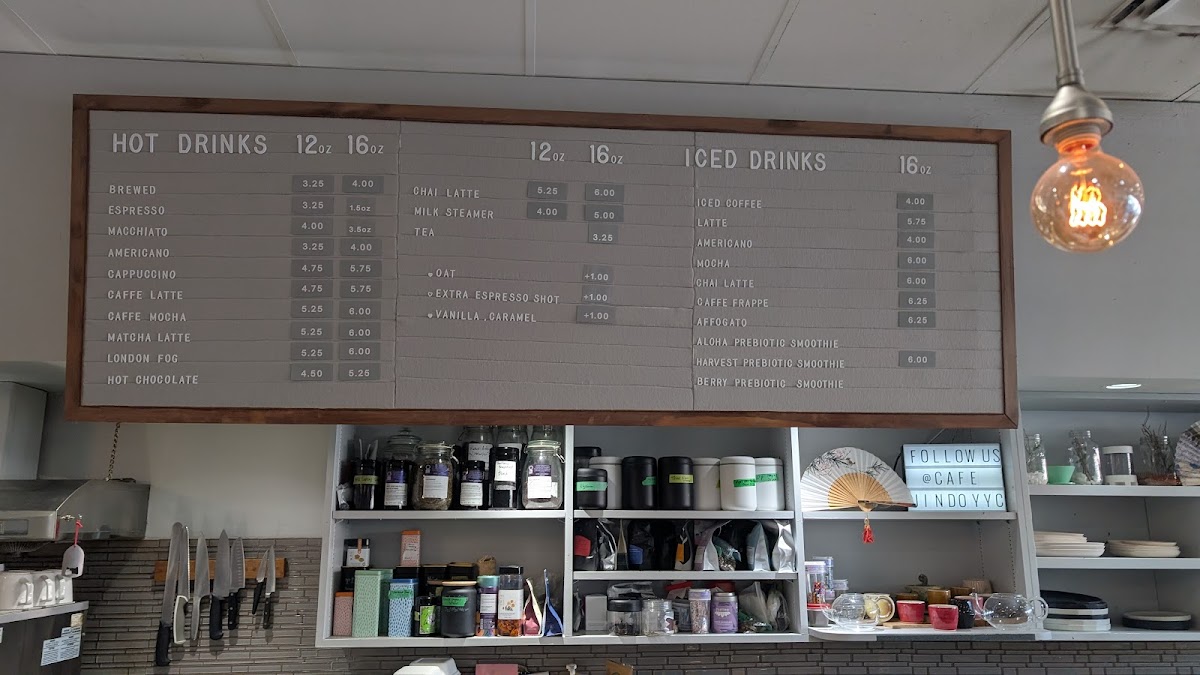 HOT DRINKS 12oz 16oz
BREWED 3.25 4.00
ESPRESSO 3.25 1.5oz
MACCHIATO 4.00 3.5oz
AMERICANO 3.25 4.00
CAPPUCCINO 4.75 5.75
CAFFE LATTE 4.75 5.75
CAFFE MOCHA 5.25 6.00
MATCHA LATTE 5.25 6.00
LONDON FOG 5.25 6.00
HOT CHOCOLATE 4.50 5.25
12oz 16oz
CHAI LATTE 5.25 6.00
MILK STEAMER 4.00 5.00
TEA 3.25
OAT +1.00
EXTRA ESPRESSO SHOT +1.00
VANILLA, CARAMEL +1.00
ICED DRINKS 16oz
ICED COFFEE 4.00
LATTE 5.75
AMERICANO 4.00
MOCHA 6.00
CHAI LATTE 6.00
CAFFE FRAPPE 6.25
AFFOGATO 6.25
ALOHA PREBIOTIC SMOOTHIE
HARVEST PREBIOTIC SMOOTHIE 6.00
BERRY PREBIOTIC SMOOTHIE
FOLLOW US
@CAFE
JINDOYYC